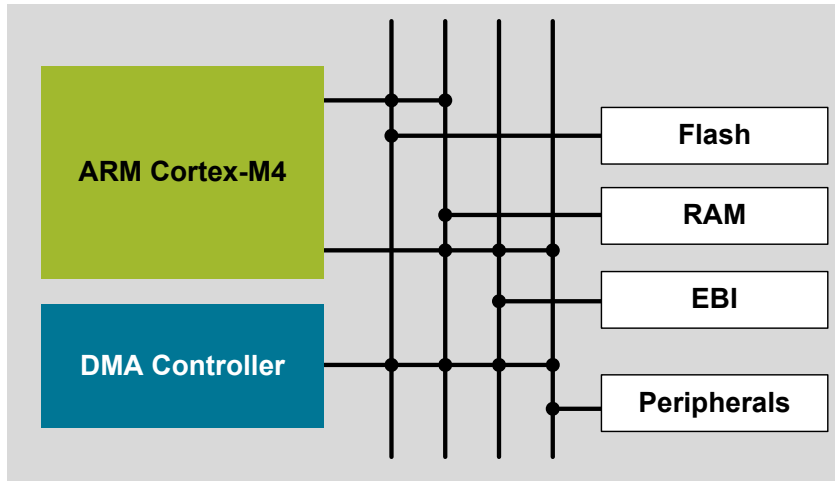 ARM Cortex-M4
DMA Controller
Flash
RAM
EBI
Peripherals